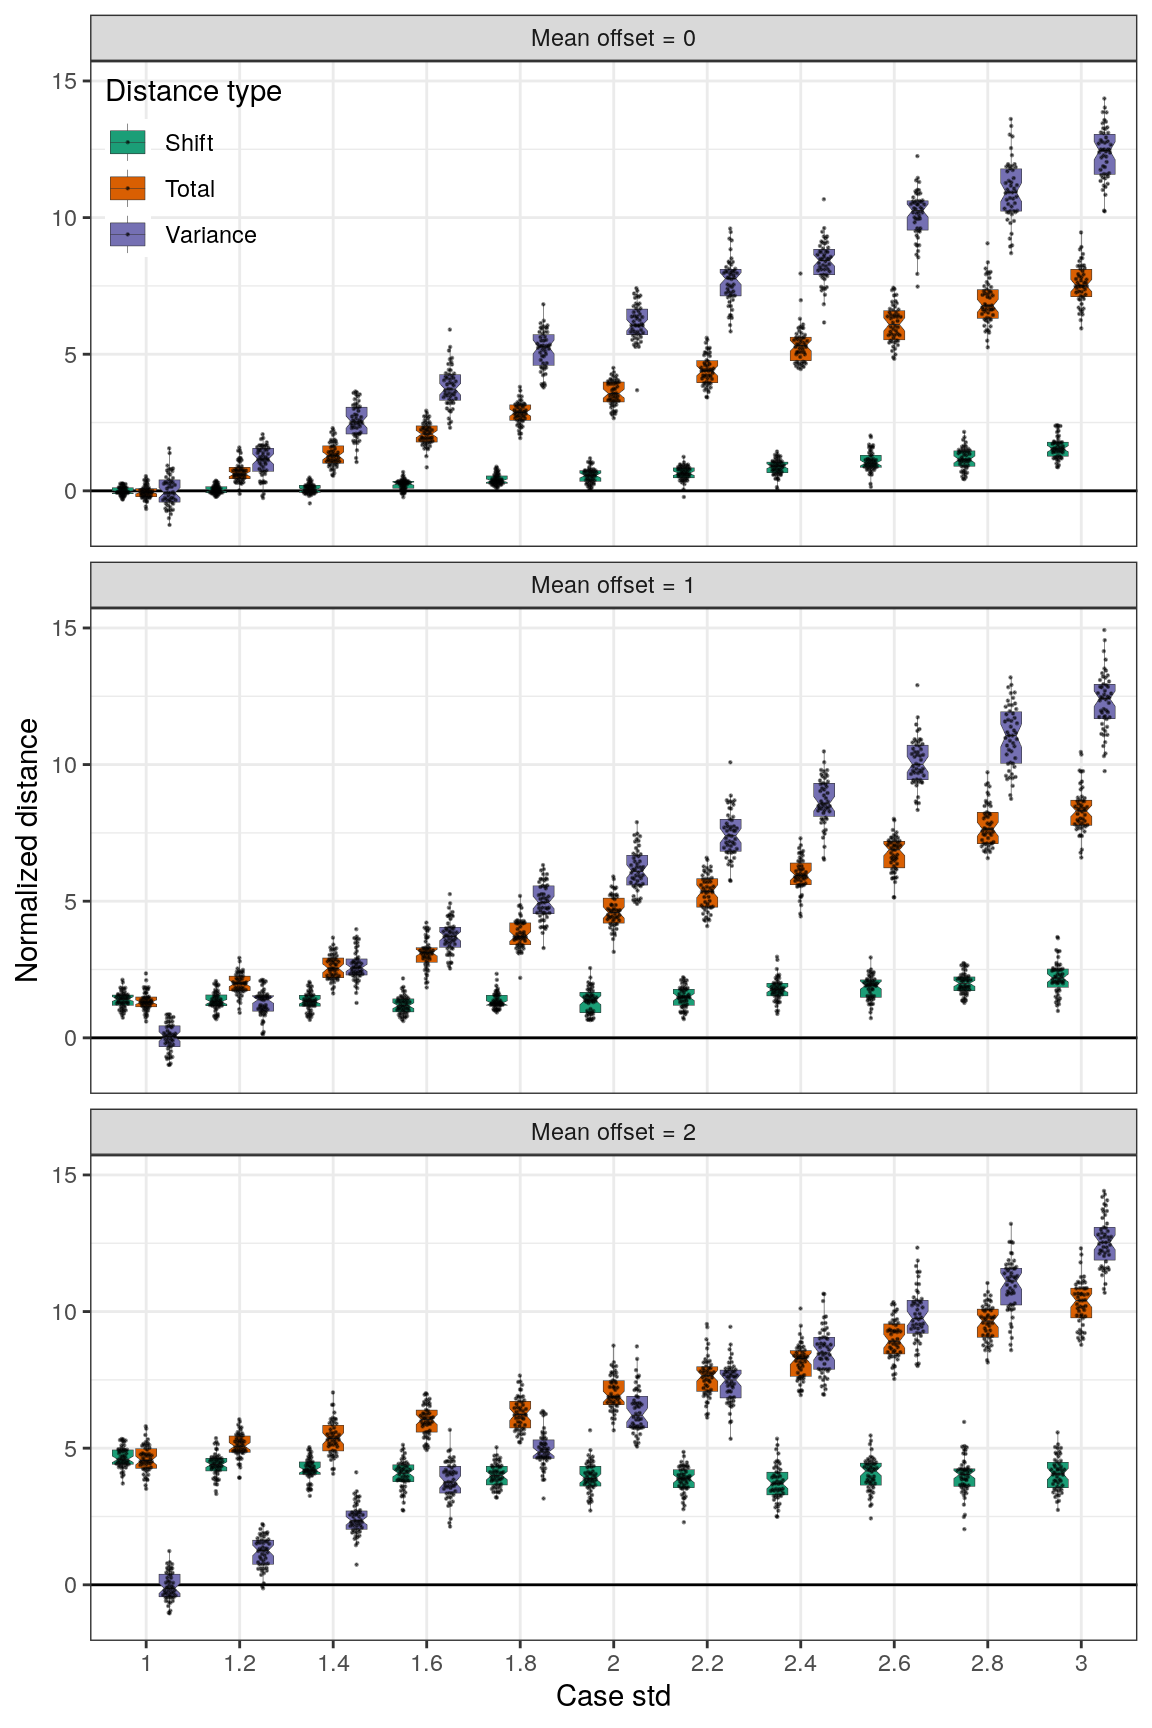 Mean offset = 0
15
10
5
0
Distance type
Shift
Total
Variance
Mean offset = 1
15
10
5
0
Normalized distance
Mean offset = 2
15
10
5
0
1 1.2 1.4 1.6 1.8 2 2.2 2.4 2.6 2.8 3
Case std